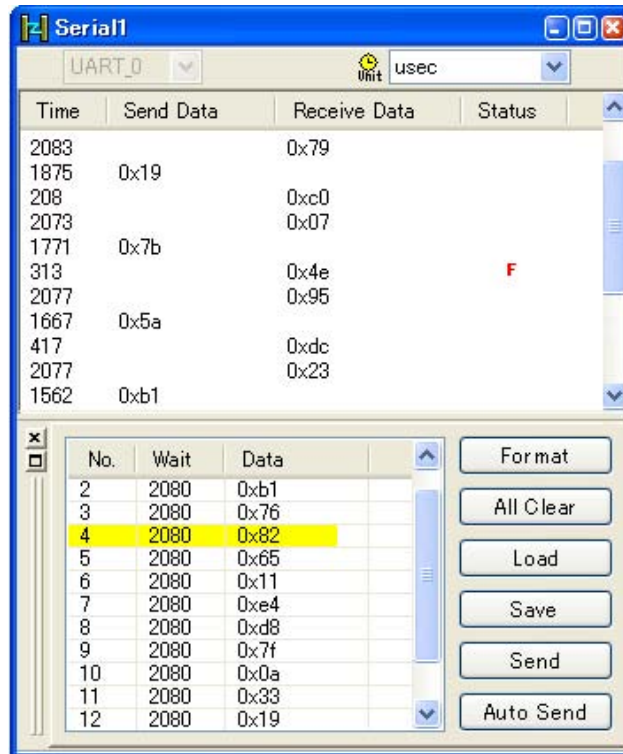 Serial1
UART_0 Unit usec
Time Send Data Receive Data Status
2083 0x79
1875 0x19
208 0xc0
2073 0x07
1771 0x7b
313 0x4e F
2077 0x95
1667 0x5a
417 0xdc
2077 0x23
1562 0xb1
No. Wait Data
2 2080 0xb1
3 2080 0x76
4 2080 0x82
5 2080 0x65
6 2080 0x11
7 2080 0xe4
8 2080 0xd8
9 2080 0x7f
10 2080 0x0a
11 2080 0x33
12 2080 0x19
Format
All Clear
Load
Save
Send
Auto Send